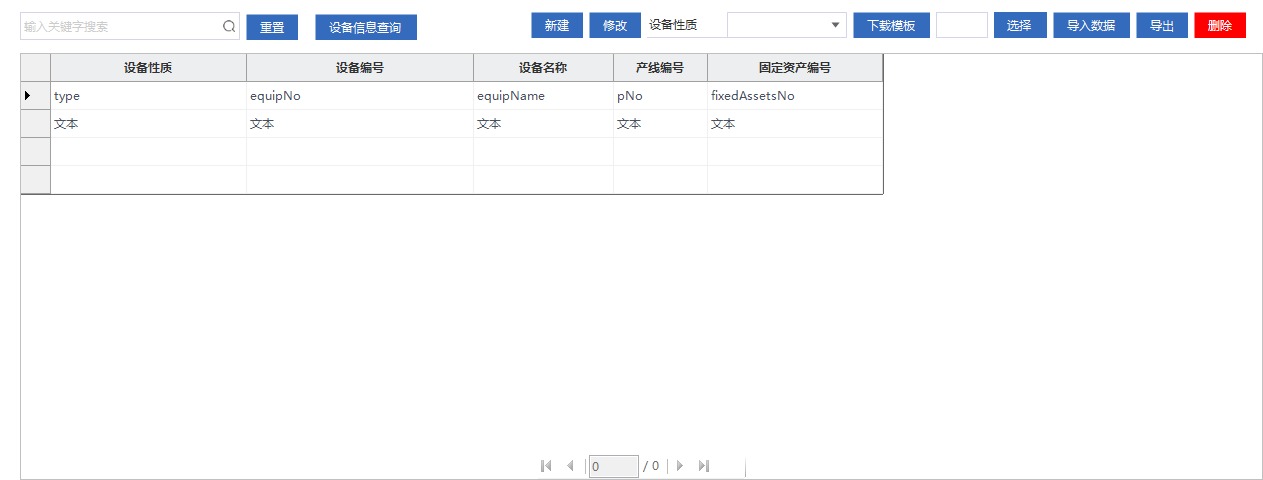 输入关键字搜索 重置 设备信息查询 新建 修改 设备性质 下载模板 选择 导入数据 导出 删除
设备性质 设备编号 设备名称 产线编号 固定资产编号
type equipNo equipName pNo fixedAssetsNo
文本 文本 文本 文本 文本
0 / 0